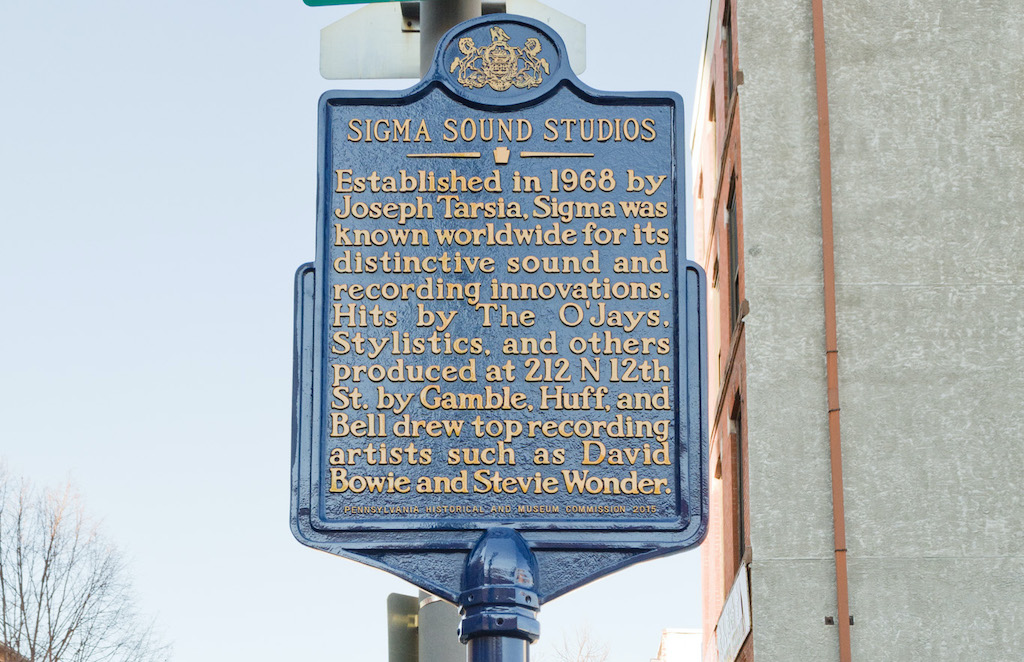 SIGMA SOUND STUDIOS
Established in 1968 by
Joseph Tarsia, Sigma was
known worldwide for its
distinctive sound and
recording innovations.
Hits by The O'Jays,
Stylistics, and others
produced at 212 N 12th
St. by Gamble, Huff, and
Bell drew top recording
artists such as David
Bowie and Stevie Wonder.
PENNSYLVANIA HISTORICAL AND MUSEUM COMMISSION 2015